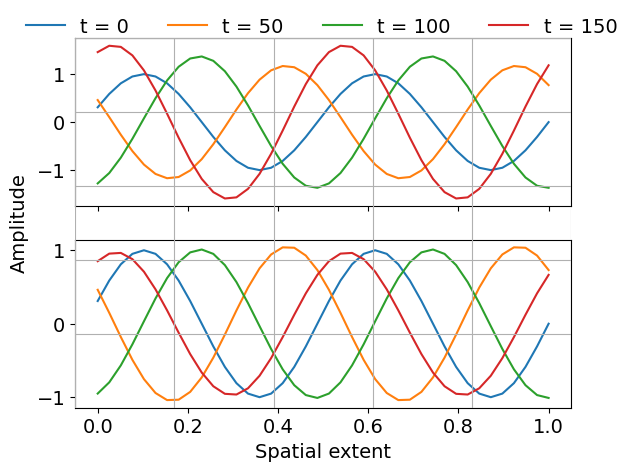 t = 0 t = 50 t = 100 t = 150
1
0
−1
Amplitude
1
0
−1
0.0 0.2 0.4 0.6 0.8 1.0
Spatial extent